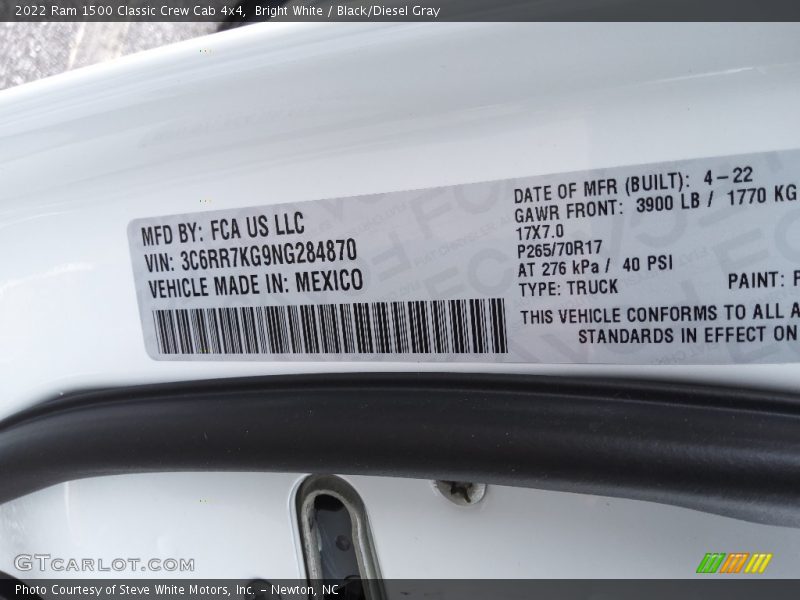 2022 Ram 1500 Classic Crew Cab 4x4, Bright White / Black/Diesel Gray
MFD BY: FCA US LLC
VIN: 3C6RR7KG9NG284870
VEHICLE MADE IN: MEXICO
DATE OF MFR (BUILT): 4-22
GAWR FRONT: 3900 LB / 1770 KG
17X7.0
P265/70R17
AT 276 kPa / 40 PSI
TYPE: TRUCK
PAINT:
THIS VEHICLE CONFORMS TO ALL
STANDARDS IN EFFECT ON
GTCARLOT.COM
Photo Courtesy of Steve White Motors, Inc. - Newton, NC